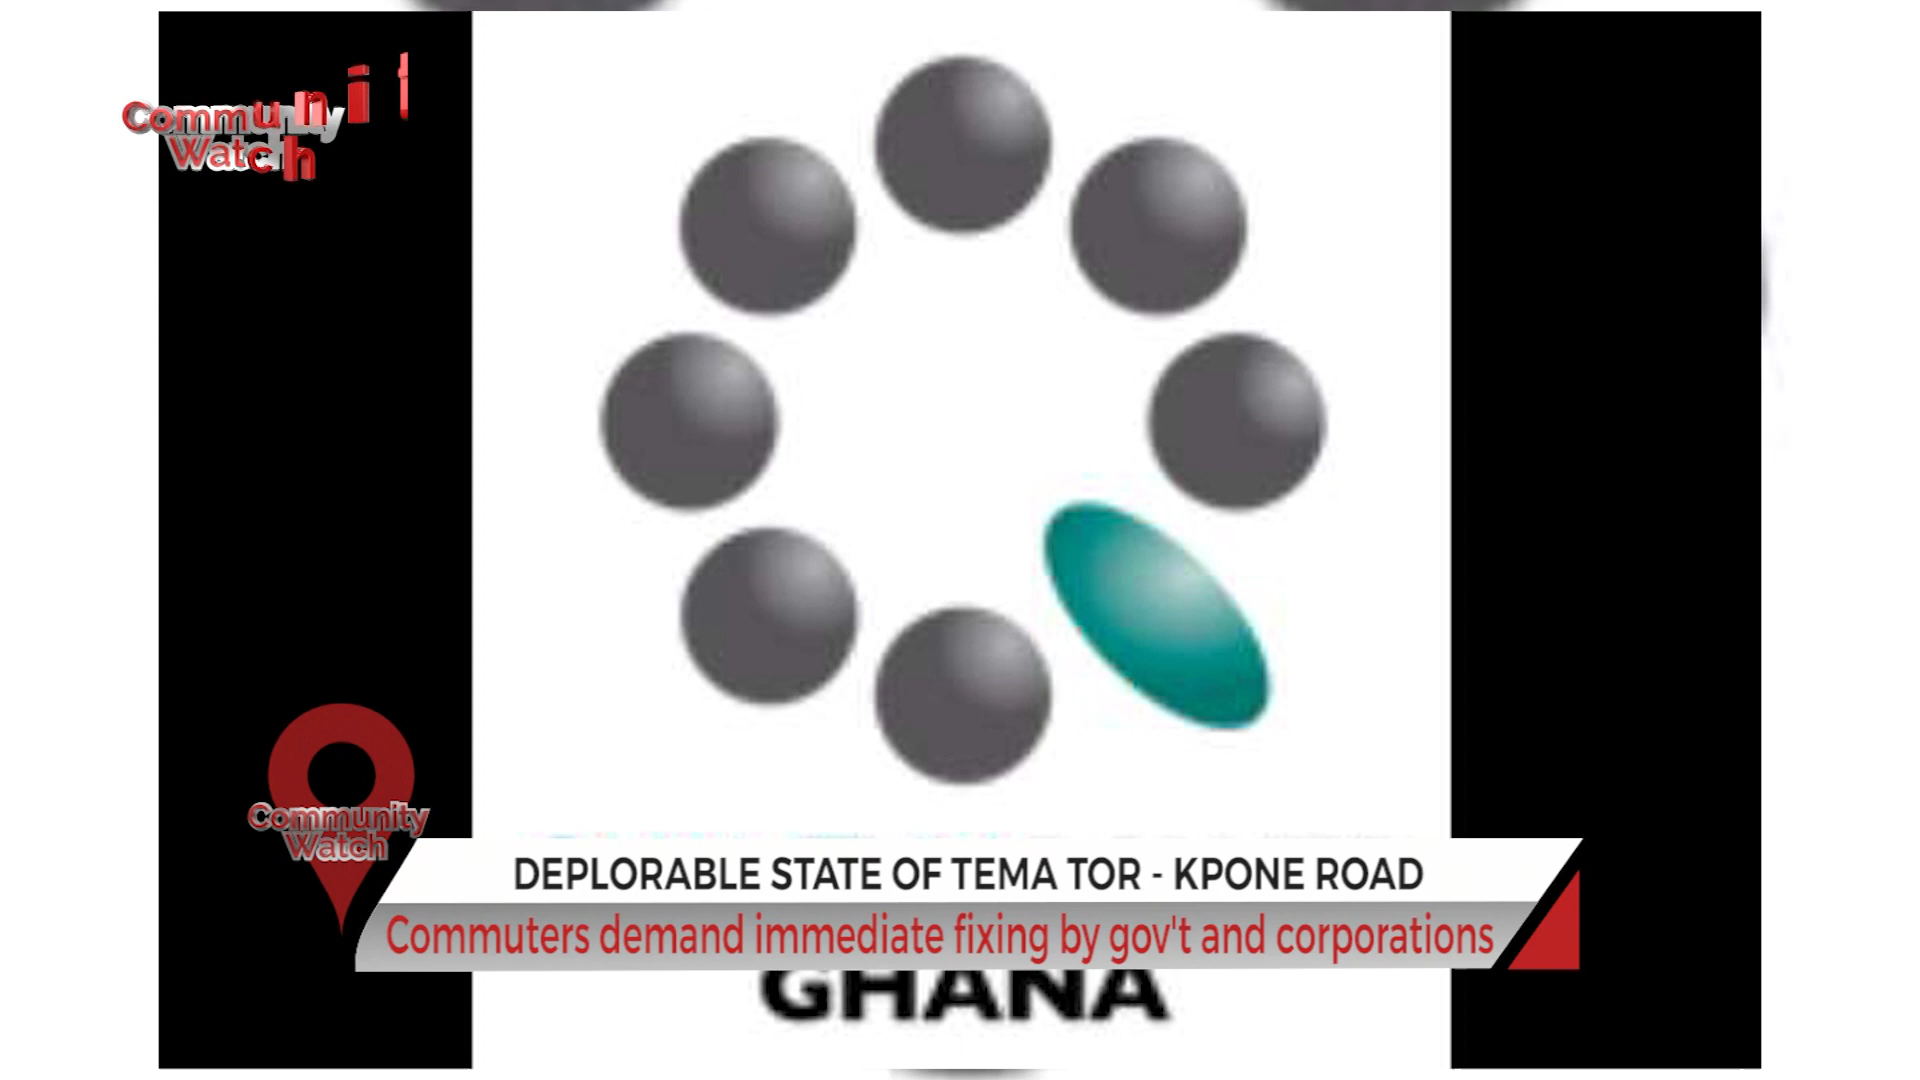 Community
Watch
Community
Watch
DEPLORABLE STATE OF TEMA TOR - KPONE ROAD
Commuters demand immediate fixing by gov't and corporations
GHANA